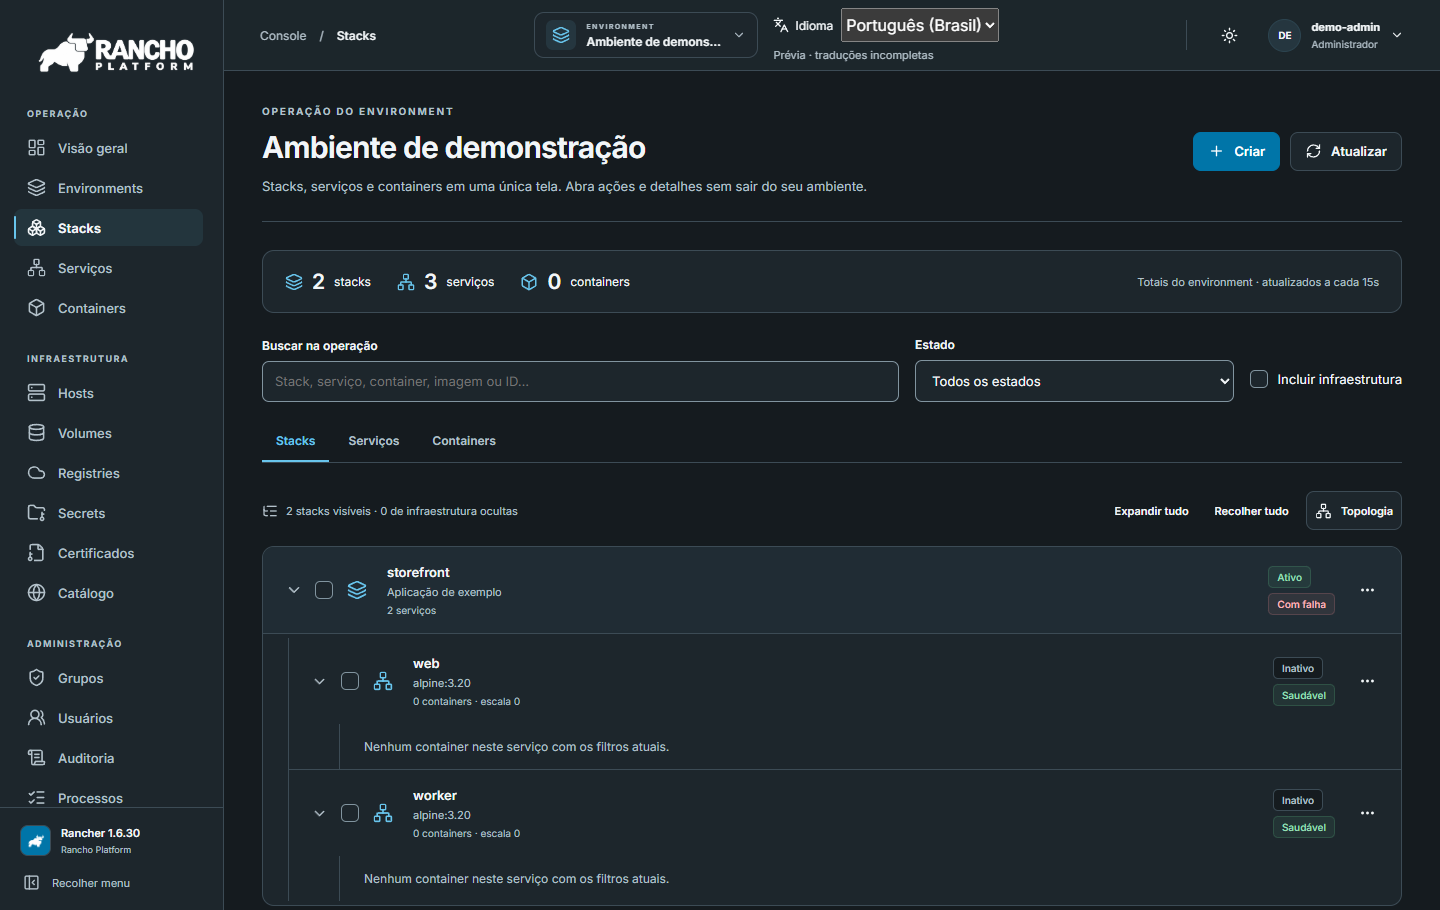 RANCHO
PLATFORM
OPERAÇÃO
Visão geral
Environments
Stacks
Serviços
Containers
INFRAESTRUTURA
Hosts
Volumes
Registries
Secrets
Certificados
Catálogo
ADMINISTRAÇÃO
Grupos
Usuários
Auditoria
Processos
Rancher 1.6.30
Rancho Platform
Recolher menu
Console / Stacks
ENVIRONMENT
Ambiente de demons...
Idioma
Português (Brasil)
Prévia · traduções incompletas
DE
demo-admin
Administrador
OPERAÇÃO DO ENVIRONMENT
Ambiente de demonstração
Stacks, serviços e containers em uma única tela. Abra ações e detalhes sem sair do seu ambiente.
Criar
Atualizar
2 stacks
3 serviços
0 containers
Totais do environment · atualizados a cada 15s
Buscar na operação
Stack, serviço, container, imagem ou ID...
Estado
Todos os estados
Incluir infraestrutura
Stacks
Serviços
Containers
2 stacks visíveis · 0 de infraestrutura ocultas
Expandir tudo
Recolher tudo
Topologia
storefront
Aplicação de exemplo
2 serviços
Ativo
Com falha
web
alpine:3.20
0 containers · escala 0
Inativo
Saudável
Nenhum container neste serviço com os filtros atuais.
worker
alpine:3.20
0 containers · escala 0
Inativo
Saudável
Nenhum container neste serviço com os filtros atuais.